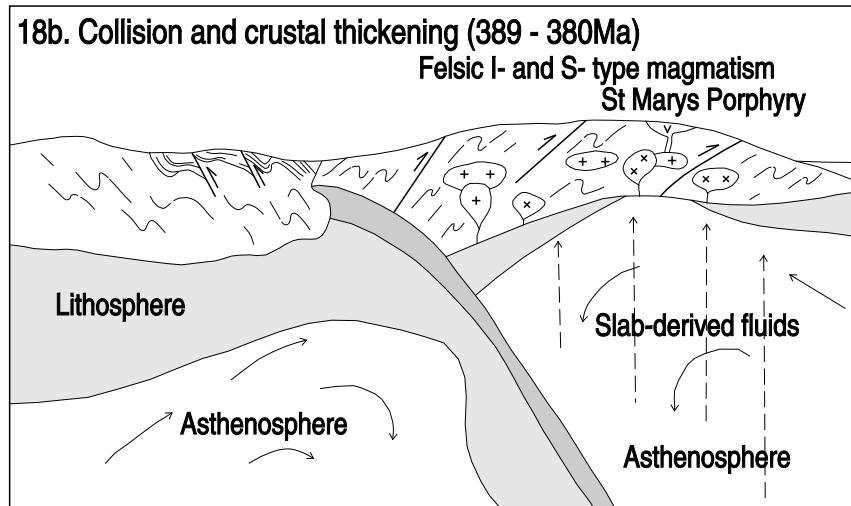 18b. Collision and crustal thickening (389 - 380Ma)
Felsic I- and S- type magmatism
St Marys Porphyry
Lithosphere
Slab-derived fluids
Asthenosphere
Asthenosphere